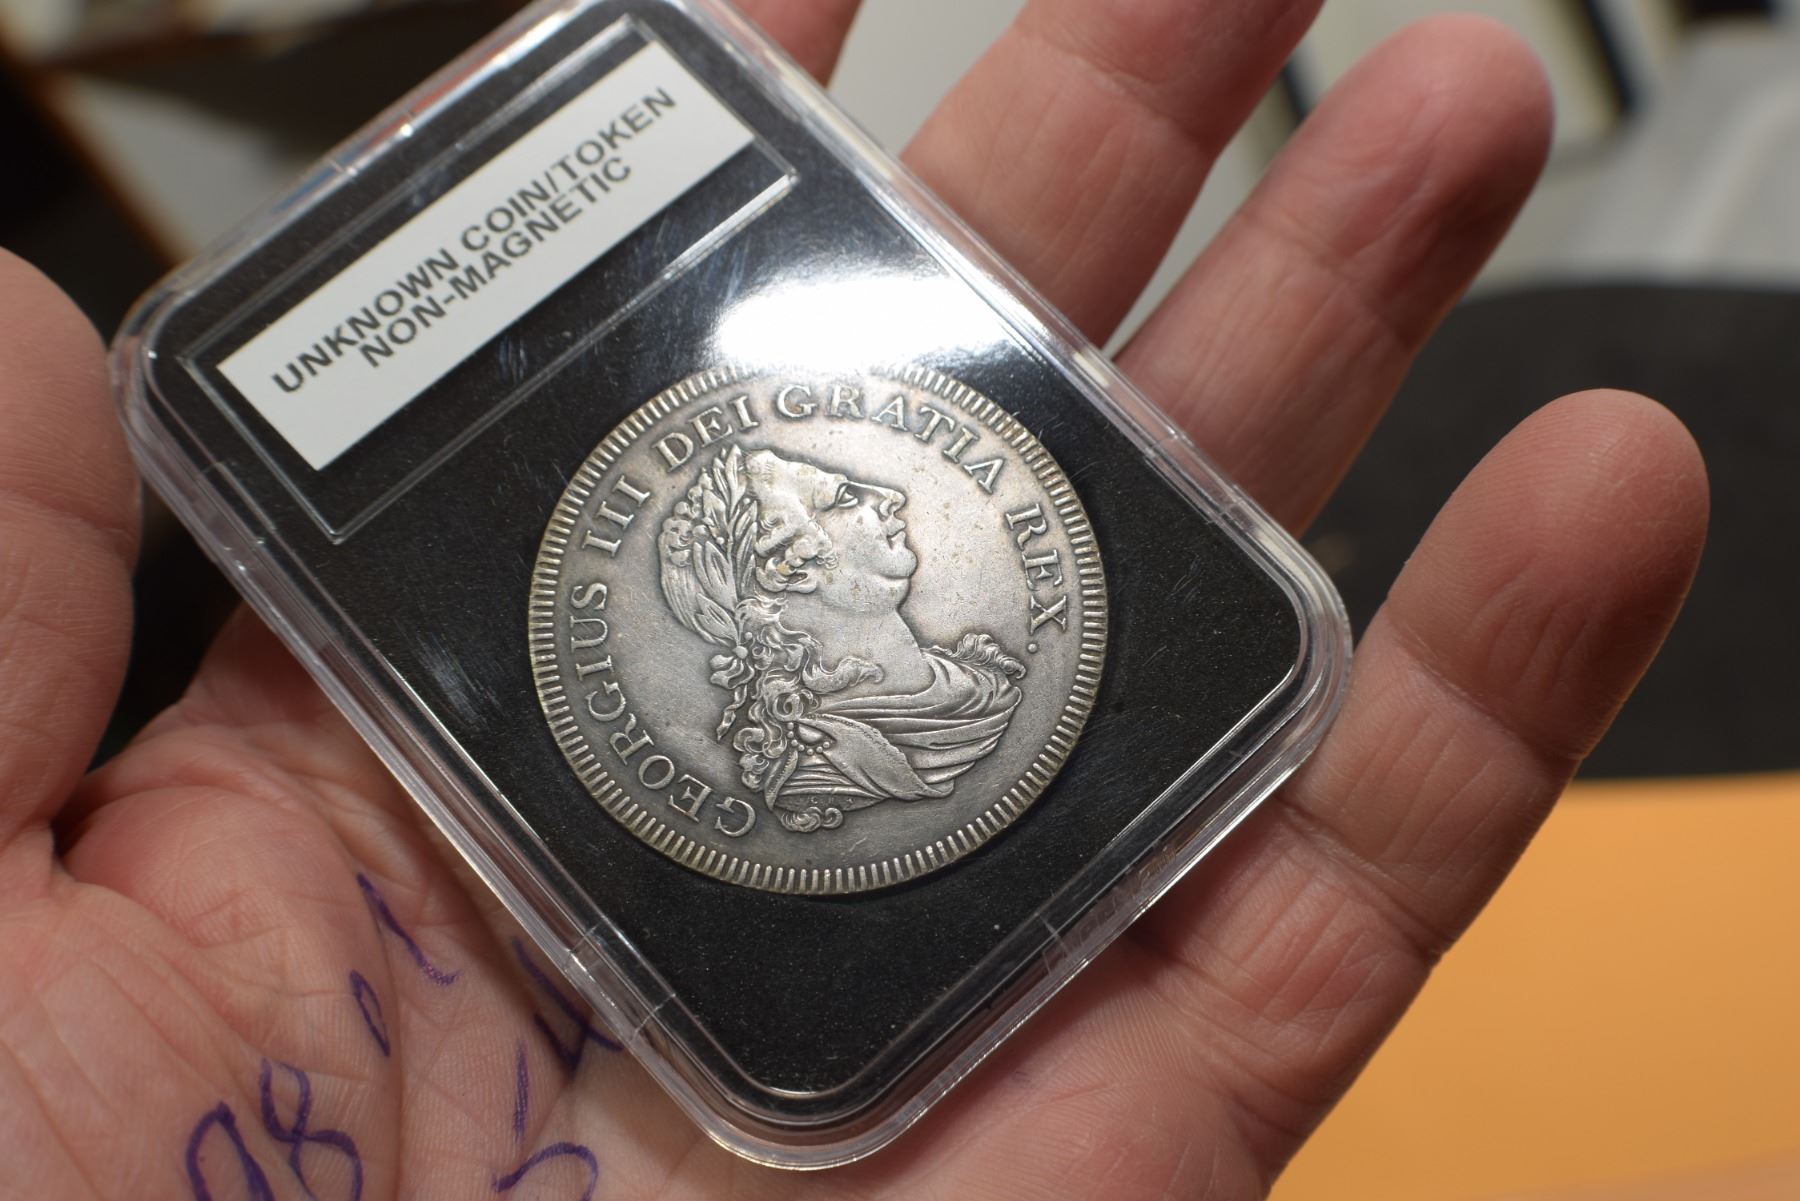 UNKNOWN COIN/TOKEN
NON-MAGNETIC
GEORGIUS III DEI GRATIA REX.